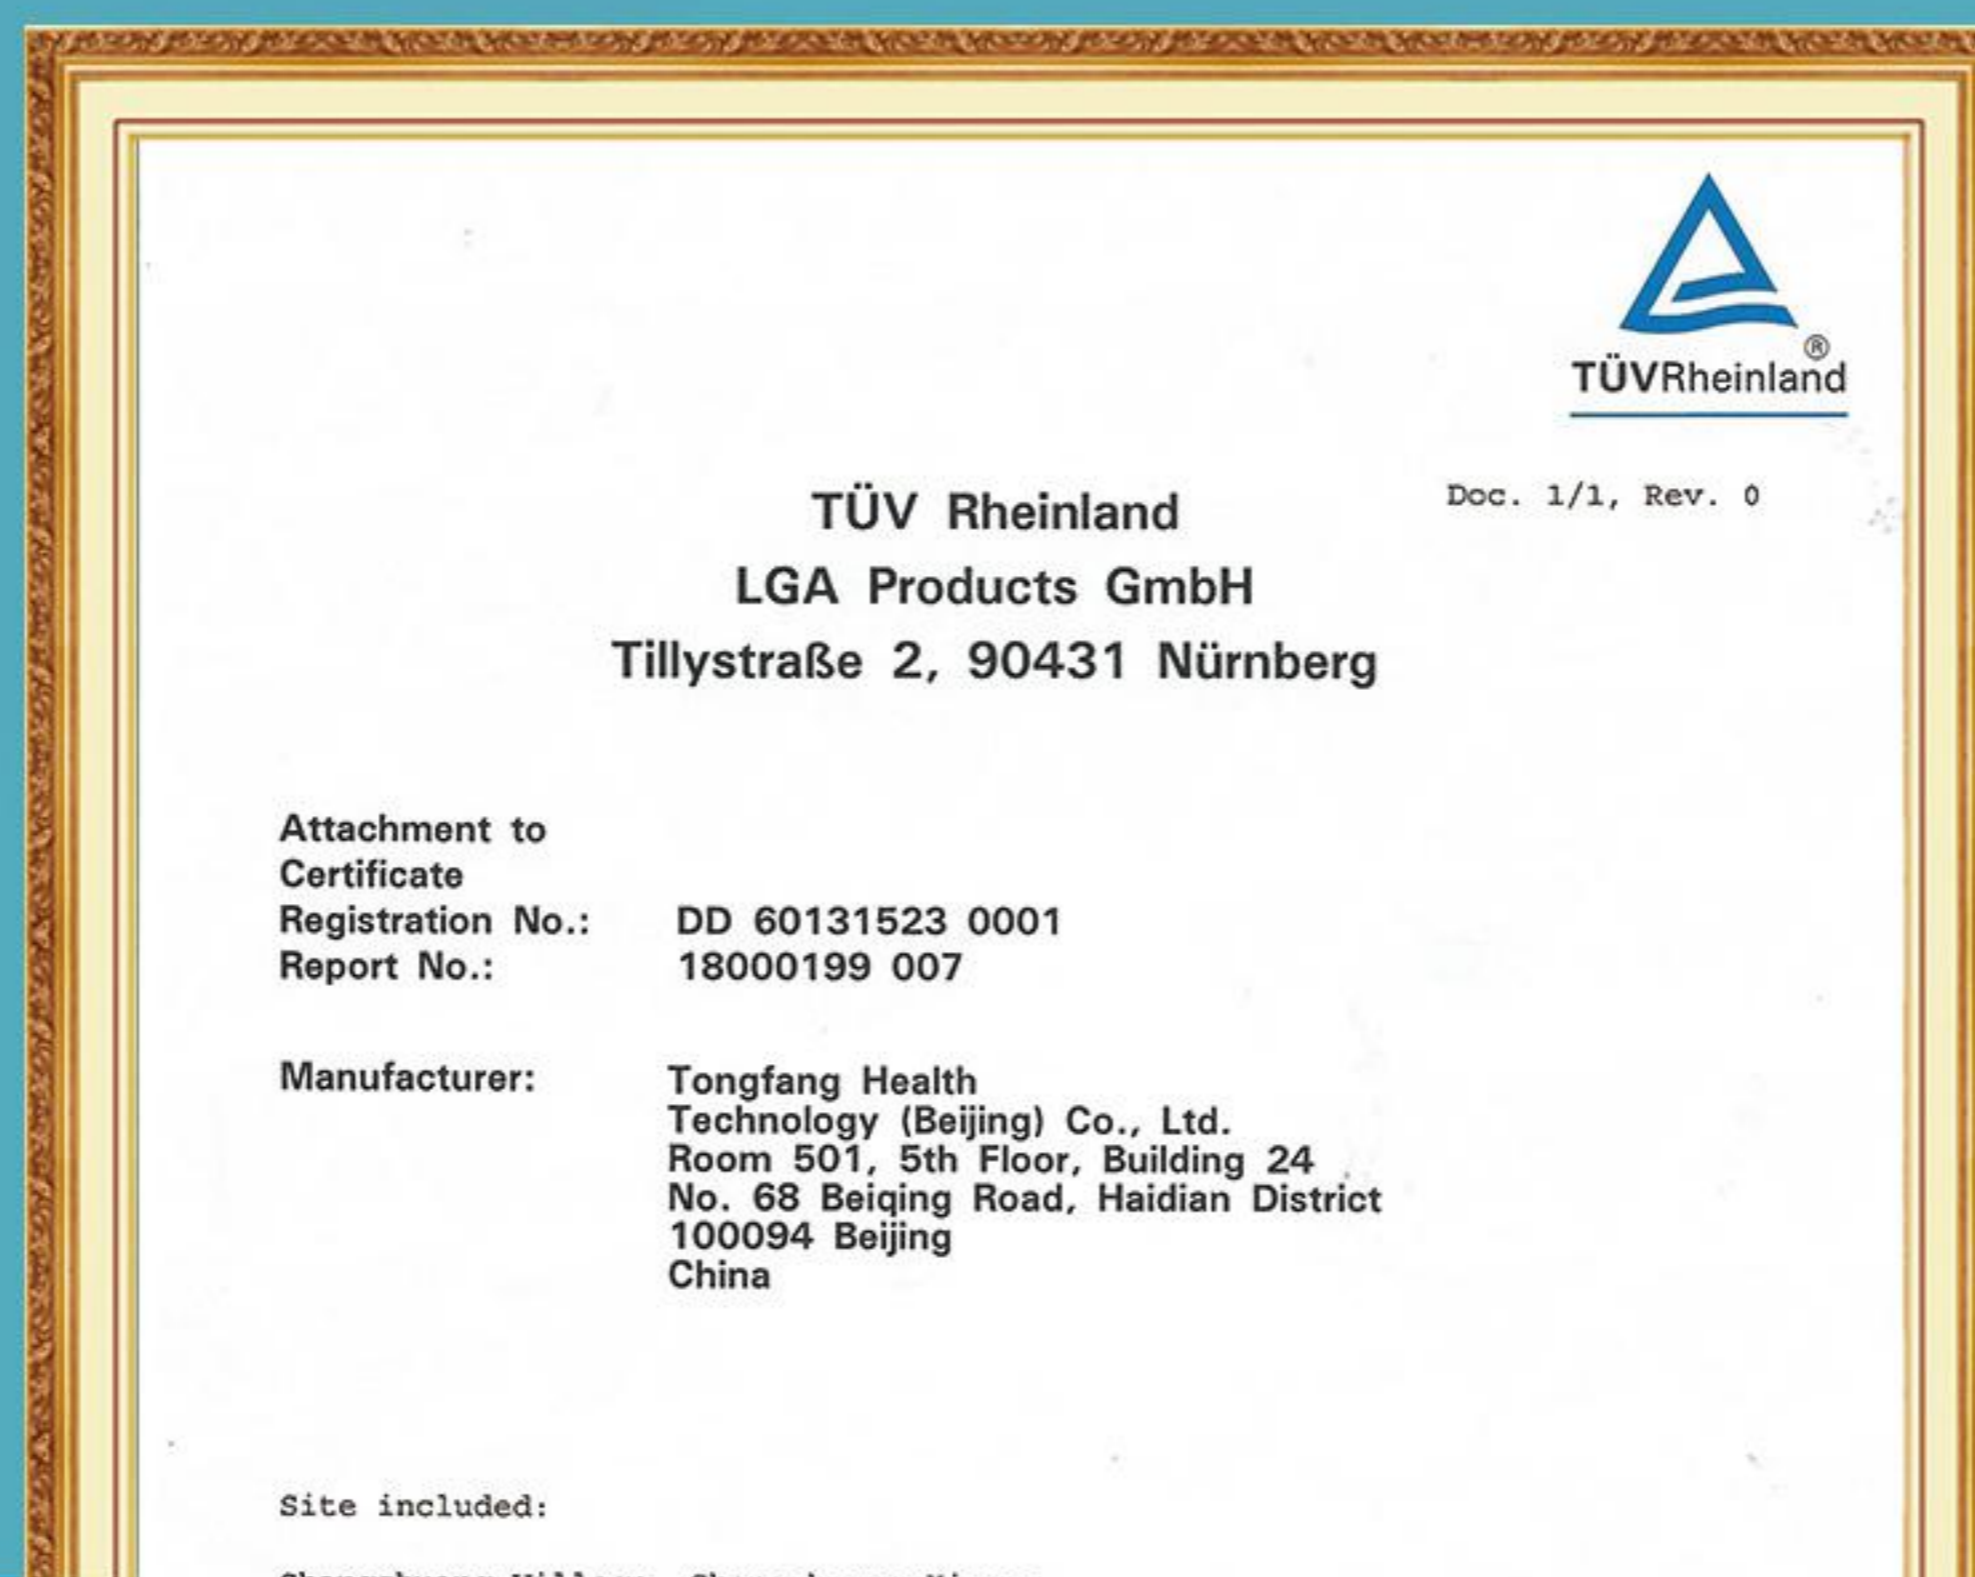 TÜVRheinland®
Doc. 1/1, Rev. 0
TÜV Rheinland
LGA Products GmbH
Tillystraße 2, 90431 Nürnberg
Attachment to
Certificate
Registration No.: DD 60131523 0001
Report No.: 18000199 007
Manufacturer: Tongfang Health
Technology (Beijing) Co., Ltd.
Room 501, 5th Floor, Building 24
No. 68 Beiqing Road, Haidian District
100094 Beijing
China
Site included: